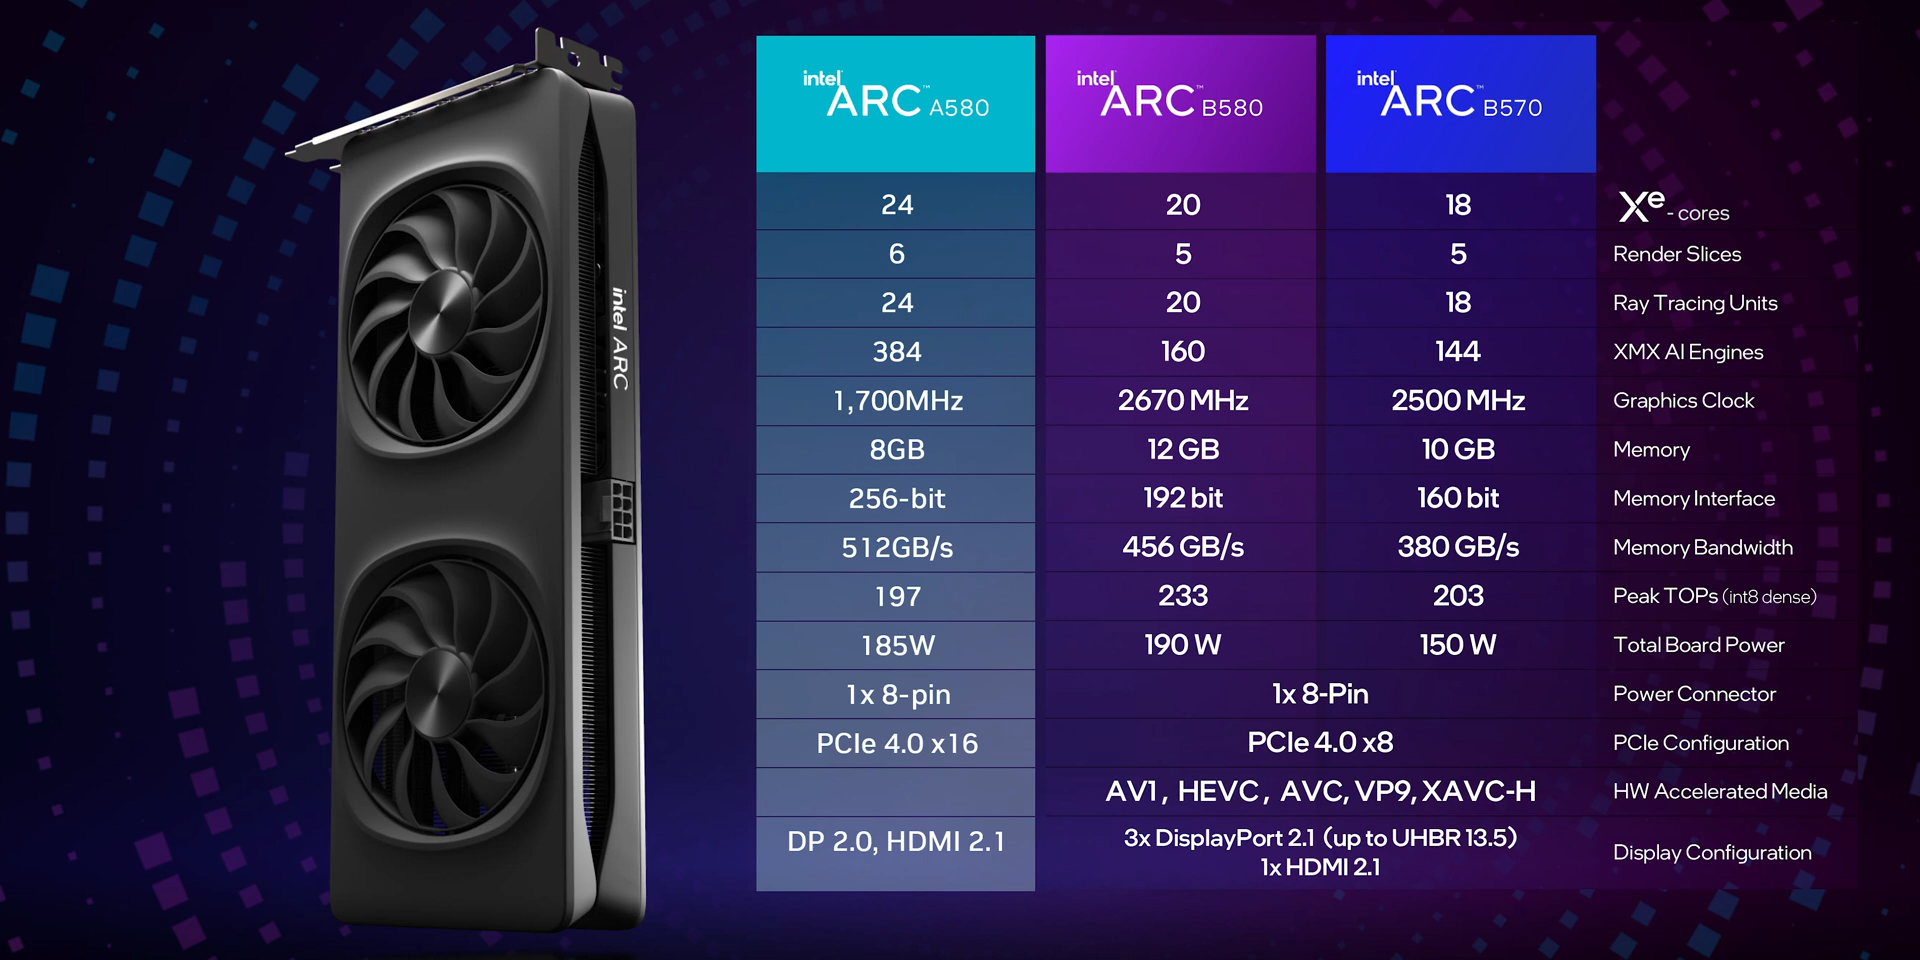 intel ARC
intel ARC™ A580
intel ARC™ B580
intel ARC™ B570
24 20 18 Xe - cores
6 5 5 Render Slices
24 20 18 Ray Tracing Units
384 160 144 XMX AI Engines
1,700MHz 2670 MHz 2500 MHz Graphics Clock
8GB 12 GB 10 GB Memory
256-bit 192 bit 160 bit Memory Interface
512GB/s 456 GB/s 380 GB/s Memory Bandwidth
197 233 203 Peak TOPs (int8 dense)
185W 190 W 150 W Total Board Power
1x 8-pin 1x 8-Pin Power Connector
PCIe 4.0 x16 PCIe 4.0 x8 PCIe Configuration
AV1, HEVC, AVC, VP9, XAVC-H HW Accelerated Media
DP 2.0, HDMI 2.1 3x DisplayPort 2.1 (up to UHBR 13.5)
1x HDMI 2.1
Display Configuration